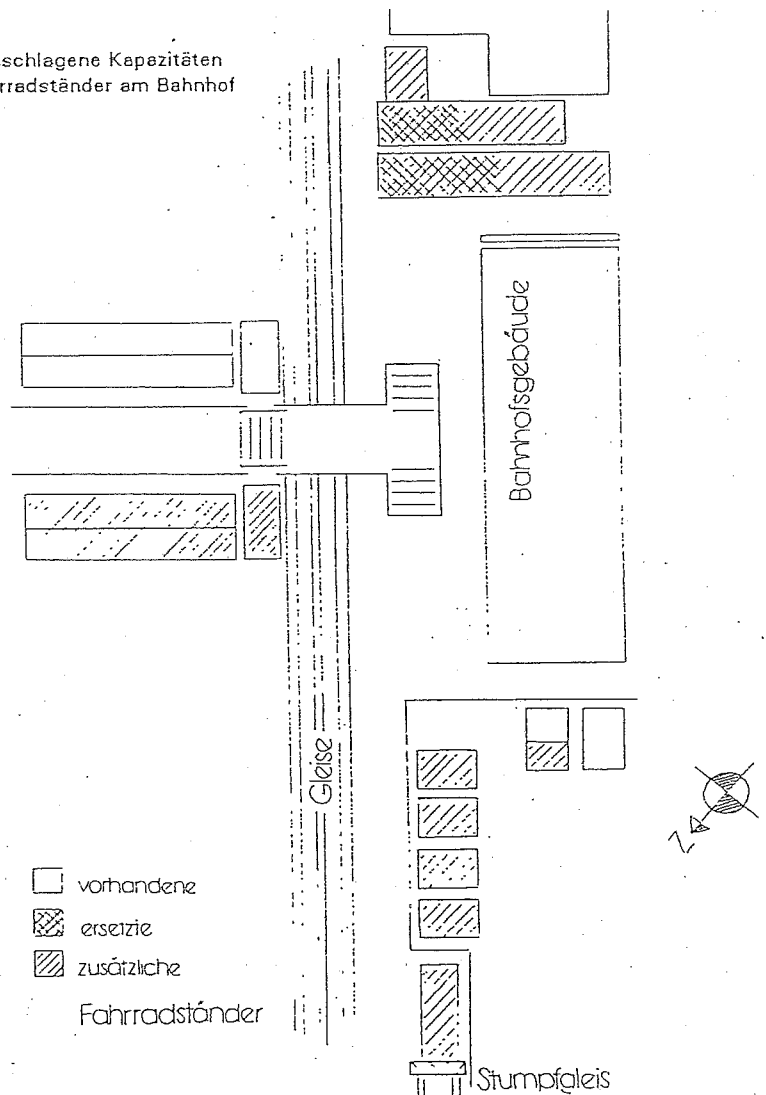 schlagene Kapazitäten
rradständer am Bahnhof
Bahnhofsgebäude
Gleise
N
vorhandene
ersetzte
zusätzliche
Fahrradständer
Stumpfgleis